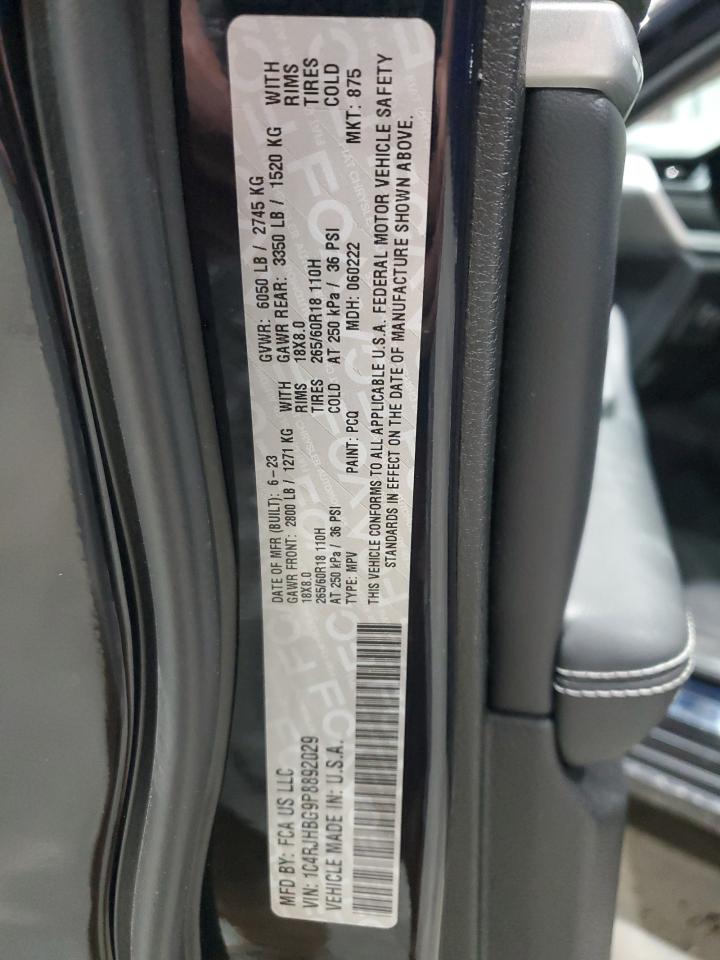 MFD BY: FCA US LLC
VIN: 1C4RJHBG9P8892029
VEHICLE MADE IN: U.S.A.
DATE OF MFR (BUILT): 6-23
GVWR: 6050 LB / 2745 KG
GAWR FRONT: 2800 LB / 1271 KG WITH
GAWR REAR: 3350 LB / 1520 KG WITH
18X8.0 RIMS
18X8.0 RIMS
265/60R18 110H TIRES
265/60R18 110H TIRES
AT 250 kPa / 36 PSI COLD
AT 250 kPa / 36 PSI COLD
TYPE: MPV PAINT: PCQ MDH: 060222 MKT: 875
THIS VEHICLE CONFORMS TO ALL APPLICABLE U.S.A. FEDERAL MOTOR VEHICLE SAFETY
STANDARDS IN EFFECT ON THE DATE OF MANUFACTURE SHOWN ABOVE.